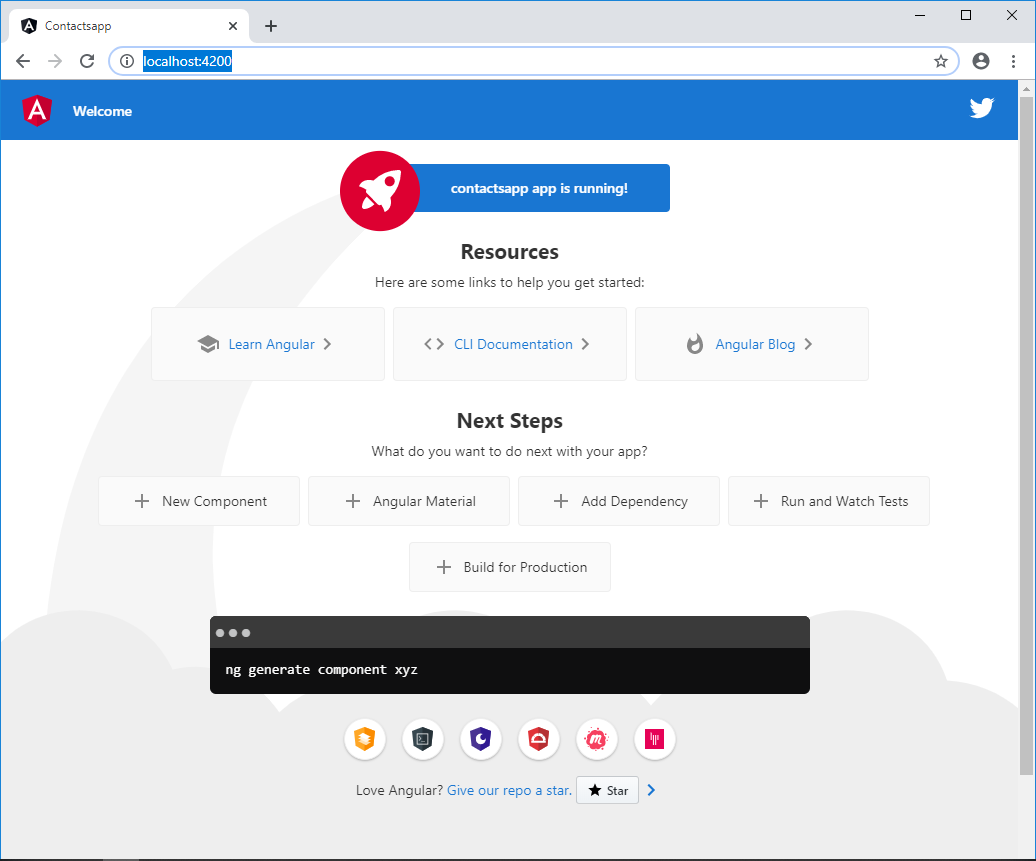 Contactsapp
localhost:4200
Welcome
contactsapp app is running!
Resources
Here are some links to help you get started:
Learn Angular
CLI Documentation
Angular Blog
Next Steps
What do you want to do next with your app?
New Component
Angular Material
Add Dependency
Run and Watch Tests
Build for Production
ng generate component xyz
Love Angular? Give our repo a star. Star